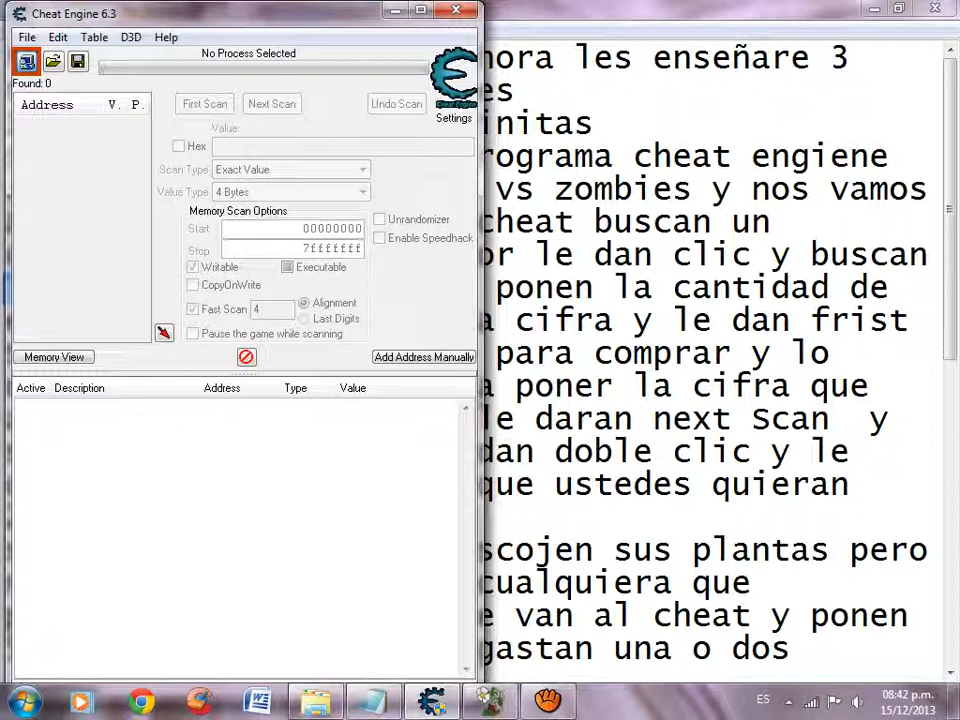 Cheat Engine 6.3
File Edit Table D3D Help
No Process Selected
Found: 0
Address V. P.
First Scan Next Scan Undo Scan
Cheat Engine
Settings
Value:
Hex
Scan Type Exact Value
Value Type 4 Bytes
Memory Scan Options
Start 00000000
Stop 7fffffff
Unrandomizer
Enable Speedhack
Writable Executable
CopyOnWrite
Fast Scan 4 Alignment
Last Digits
Pause the game while scanning
Memory View Add Address Manually
Active Description Address Type Value
hora les enseñare 3
es
initas
rograma cheat engiene
vs zombies y nos vamos
cheat buscan un
or le dan clic y buscan
ponen la cantidad de
a cifra y le dan frist
para comprar y lo
a poner la cifra que
le daran next Scan y
dan doble clic y le
que ustedes quieran
scojen sus plantas pero
cualquiera que
e van al cheat y ponen
gastan una o dos
ES 08:42 p.m.
15/12/2013